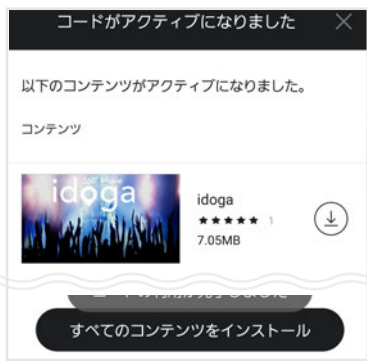 コードがアクティブになりました
以下のコンテンツがアクティブになりました。
コンテンツ
idoga
idoga
★★★★★ 1
7.05MB
すべてのコンテンツをインストール